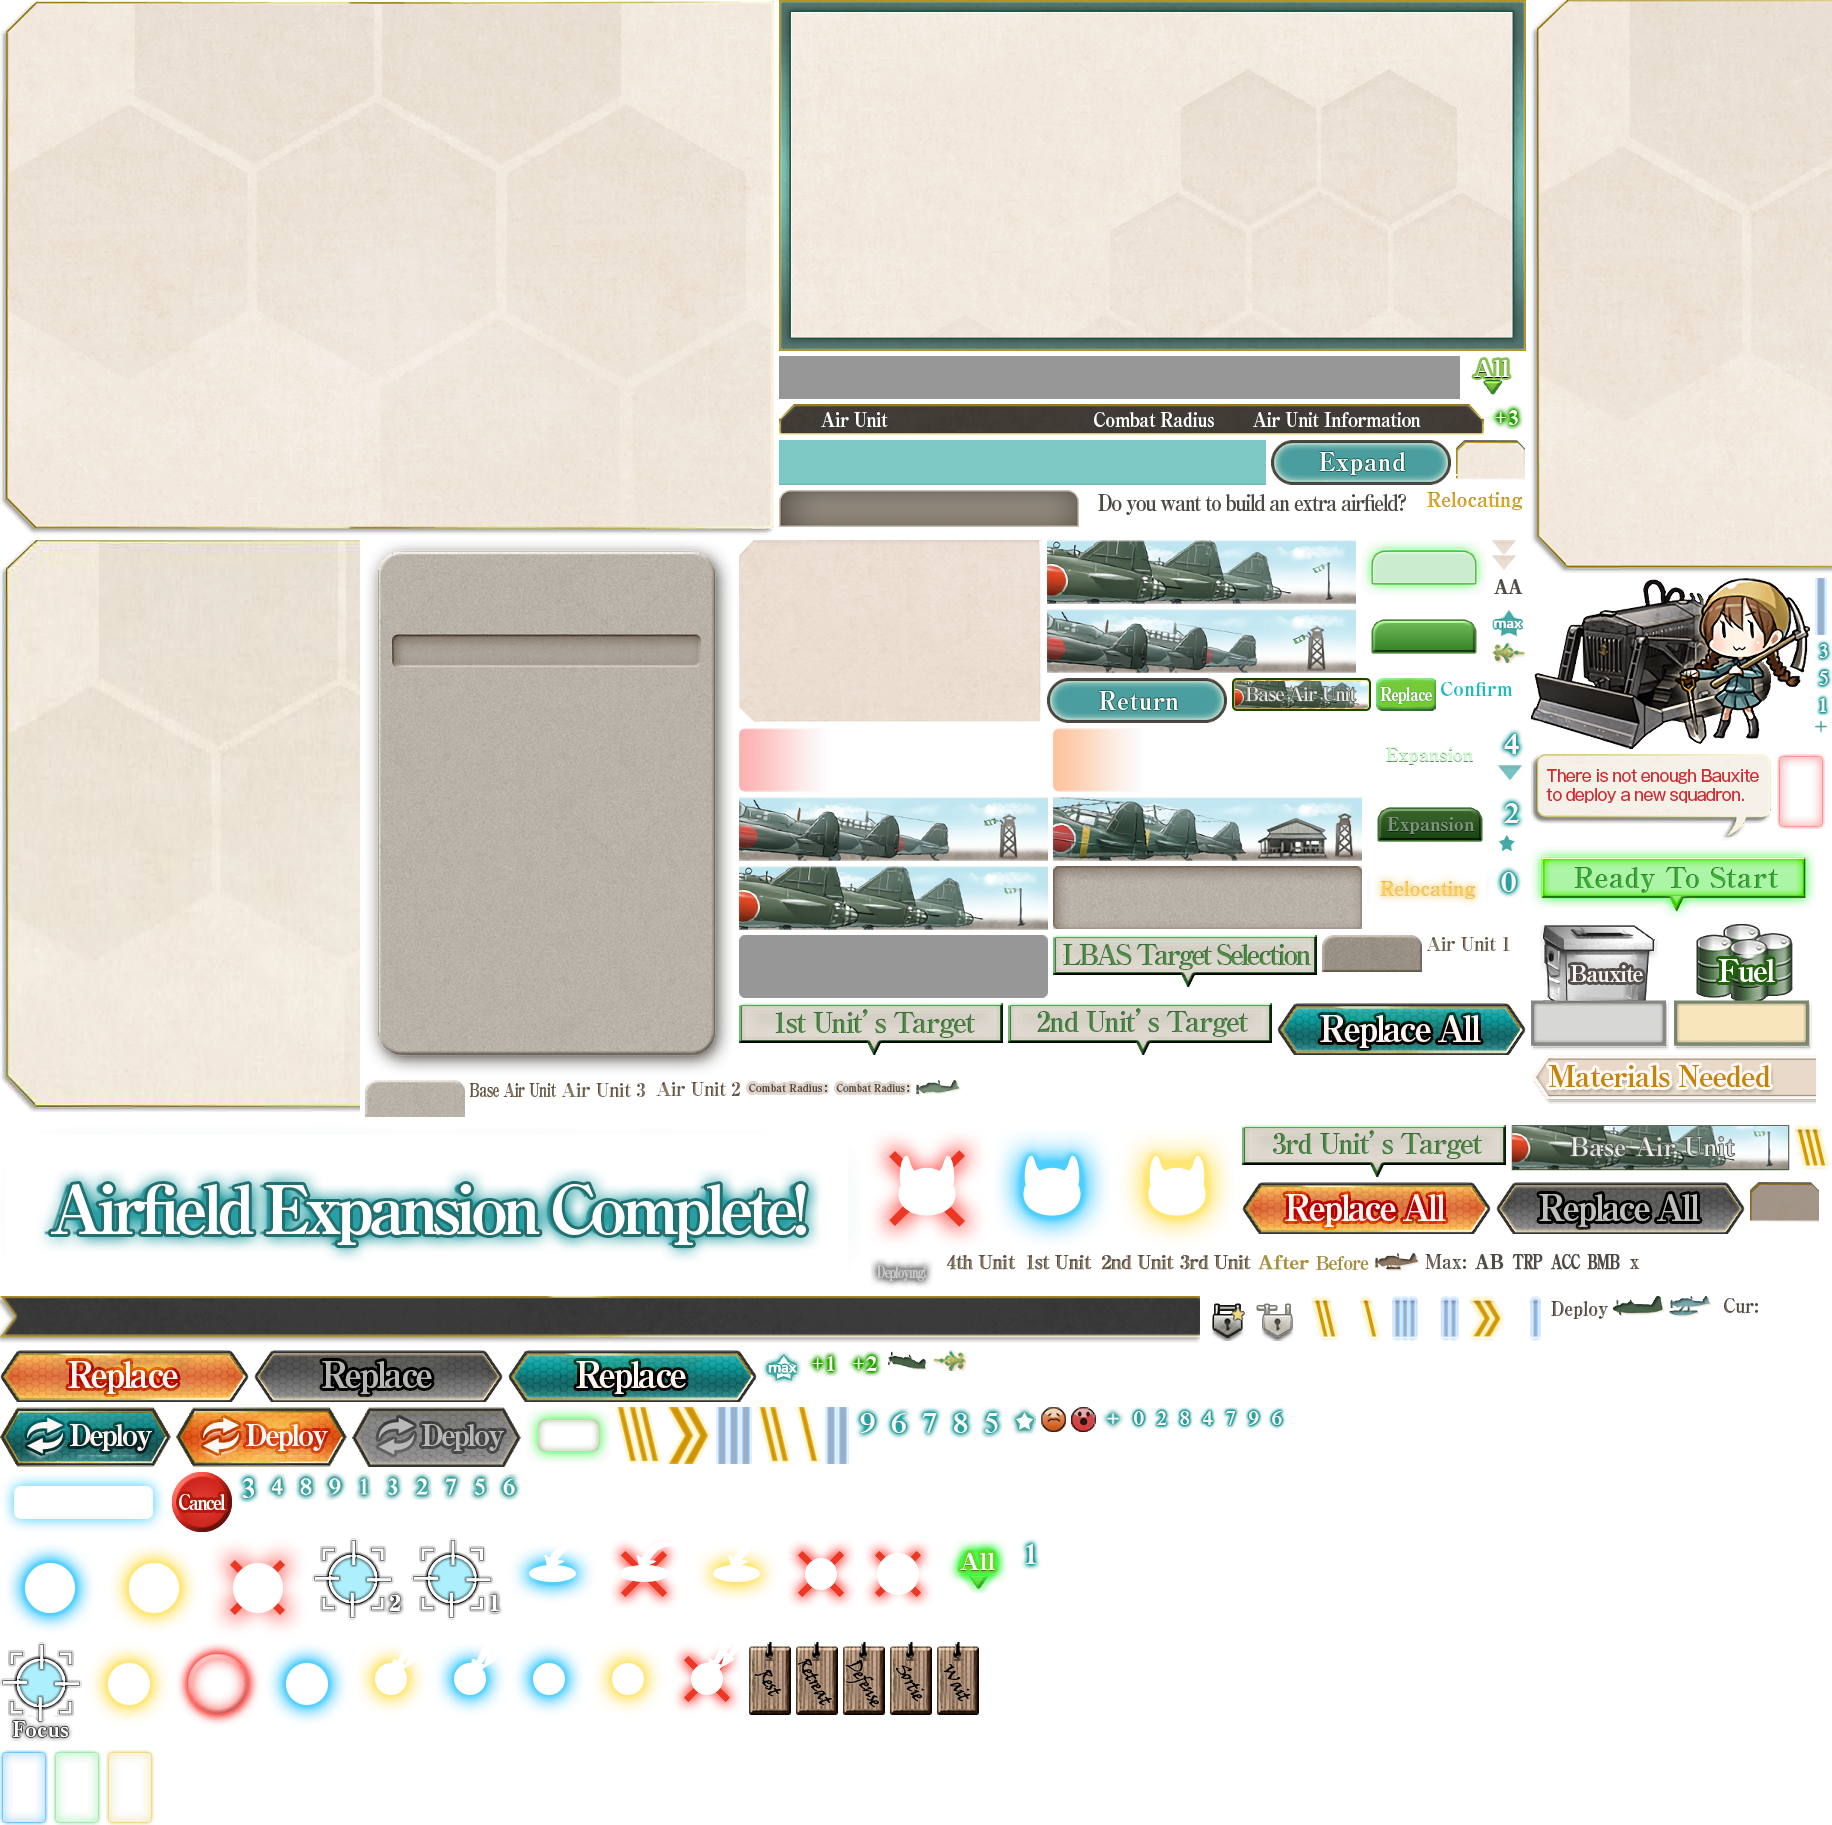 All
Air Unit Combat Radius Air Unit Information
+3
Expand
Do you want to build an extra airfield?
Relocating
AA
max
Return
Base Air Unit
Replace
Confirm
3
5
1
+
Expansion
4
There is not enough Bauxite
to deploy a new squadron.
Expansion
2
Relocating
0
Ready To Start
LBAS Target Selection
Air Unit 1
Bauxite
Fuel
1st Unit's Target
2nd Unit's Target
Replace All
Materials Needed
Base Air Unit
Air Unit 3
Air Unit 2
Combat Radius:
Combat Radius:
3rd Unit's Target
Base Air Unit
Airfield Expansion Complete!
Replace All
Replace All
Deploying!
4th Unit
1st Unit
2nd Unit
3rd Unit
After
Before
Max:
AB
TRP
ACC
BMB
x
Deploy
Cur:
Replace
Replace
Replace
max
+1
+2
Deploy
Deploy
Deploy
9 6 7 8 5
+ 0 2 8 4 7 9 6
Cancel
3 4 8 9 1 3 2 7 5 6
2
1
All
1
Focus
Rest
Retreat
Defense
Sortie
Wait